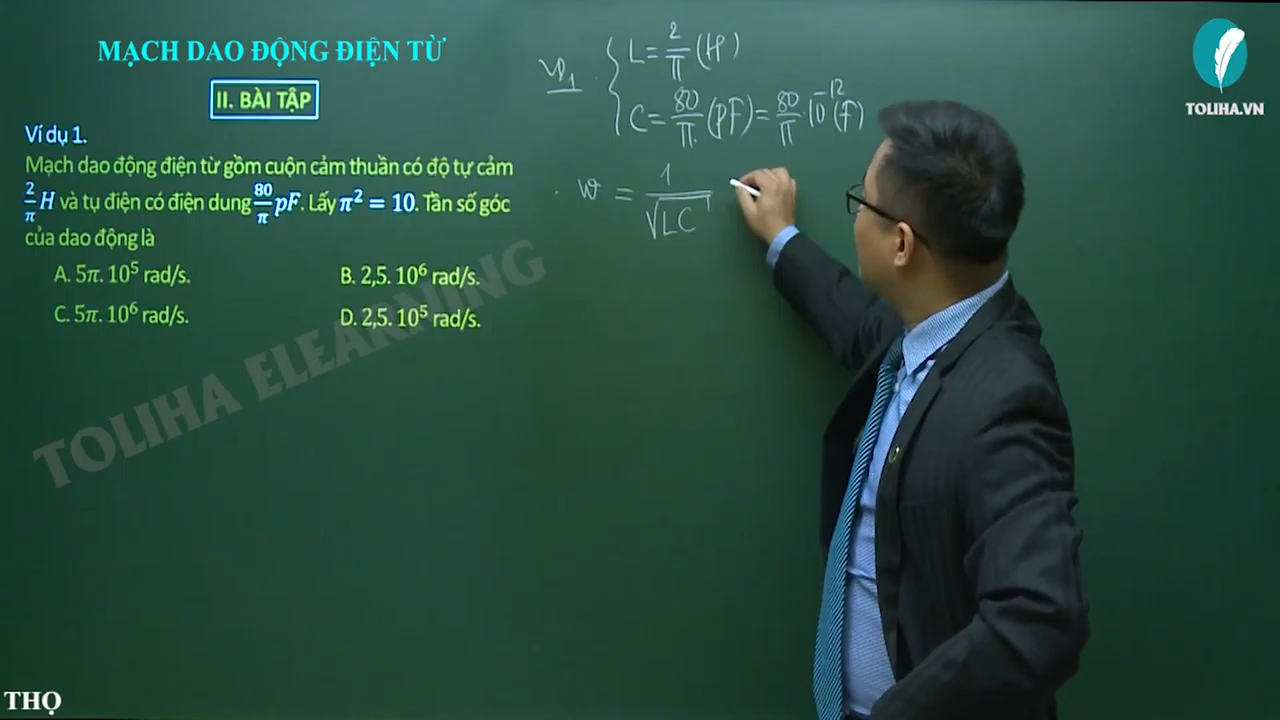 MẠCH DAO ĐỘNG ĐIỆN TỪ
II. BÀI TẬP
Ví dụ 1.
Mạch dao động điện từ gồm cuộn cảm thuần có độ tự cảm
2/π H và tụ điện có điện dung 80/π pF. Lấy π² = 10. Tần số góc
của dao động là
A. 5π. 10⁵ rad/s.
B. 2,5. 10⁶ rad/s.
C. 5π. 10⁶ rad/s.
D. 2,5. 10⁵ rad/s.
TOLIHA ELEARNING
VD1
L = 2/π (H)
C = 80/π (pF) = 80/π . 10⁻¹² (F)
ω = 1/√LC
TOLIHA.VN
THỌ